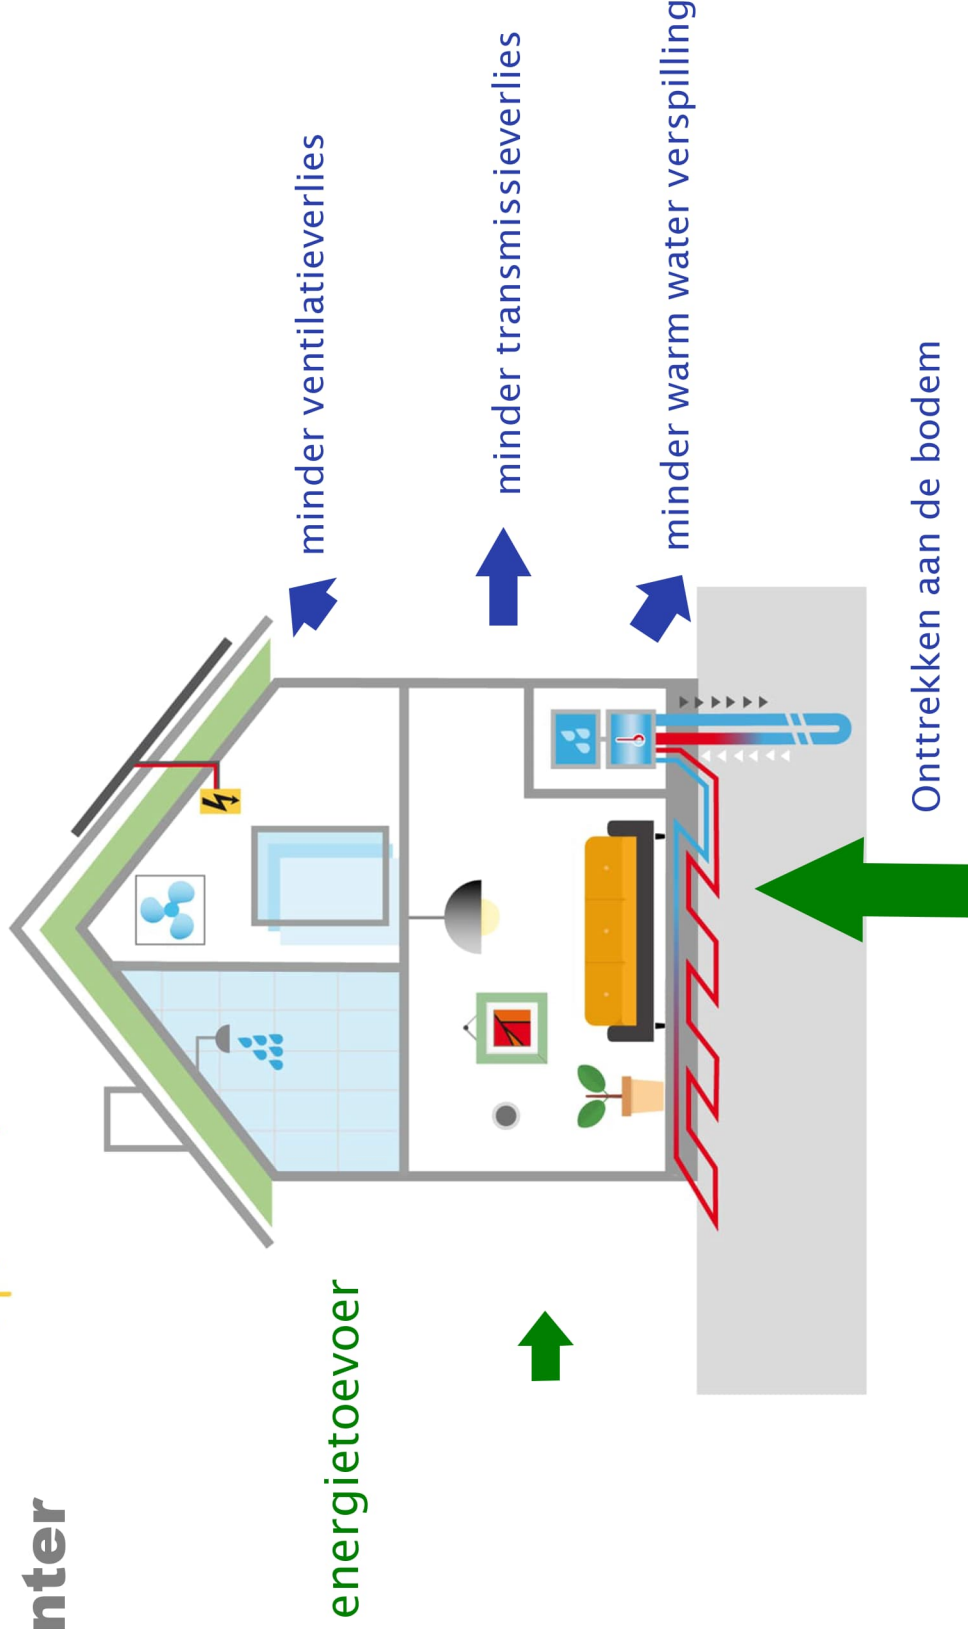 nter
energietoevoer
minder ventilatieverlies
minder transmissieverlies
minder warm water verspilling
Onttrekken aan de bodem